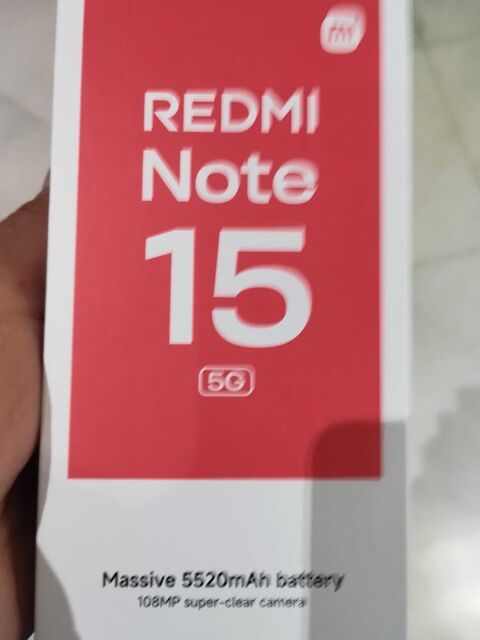 mi
REDMI
Note
15
5G
Massive 5520mAh battery
108MP super-clear camera